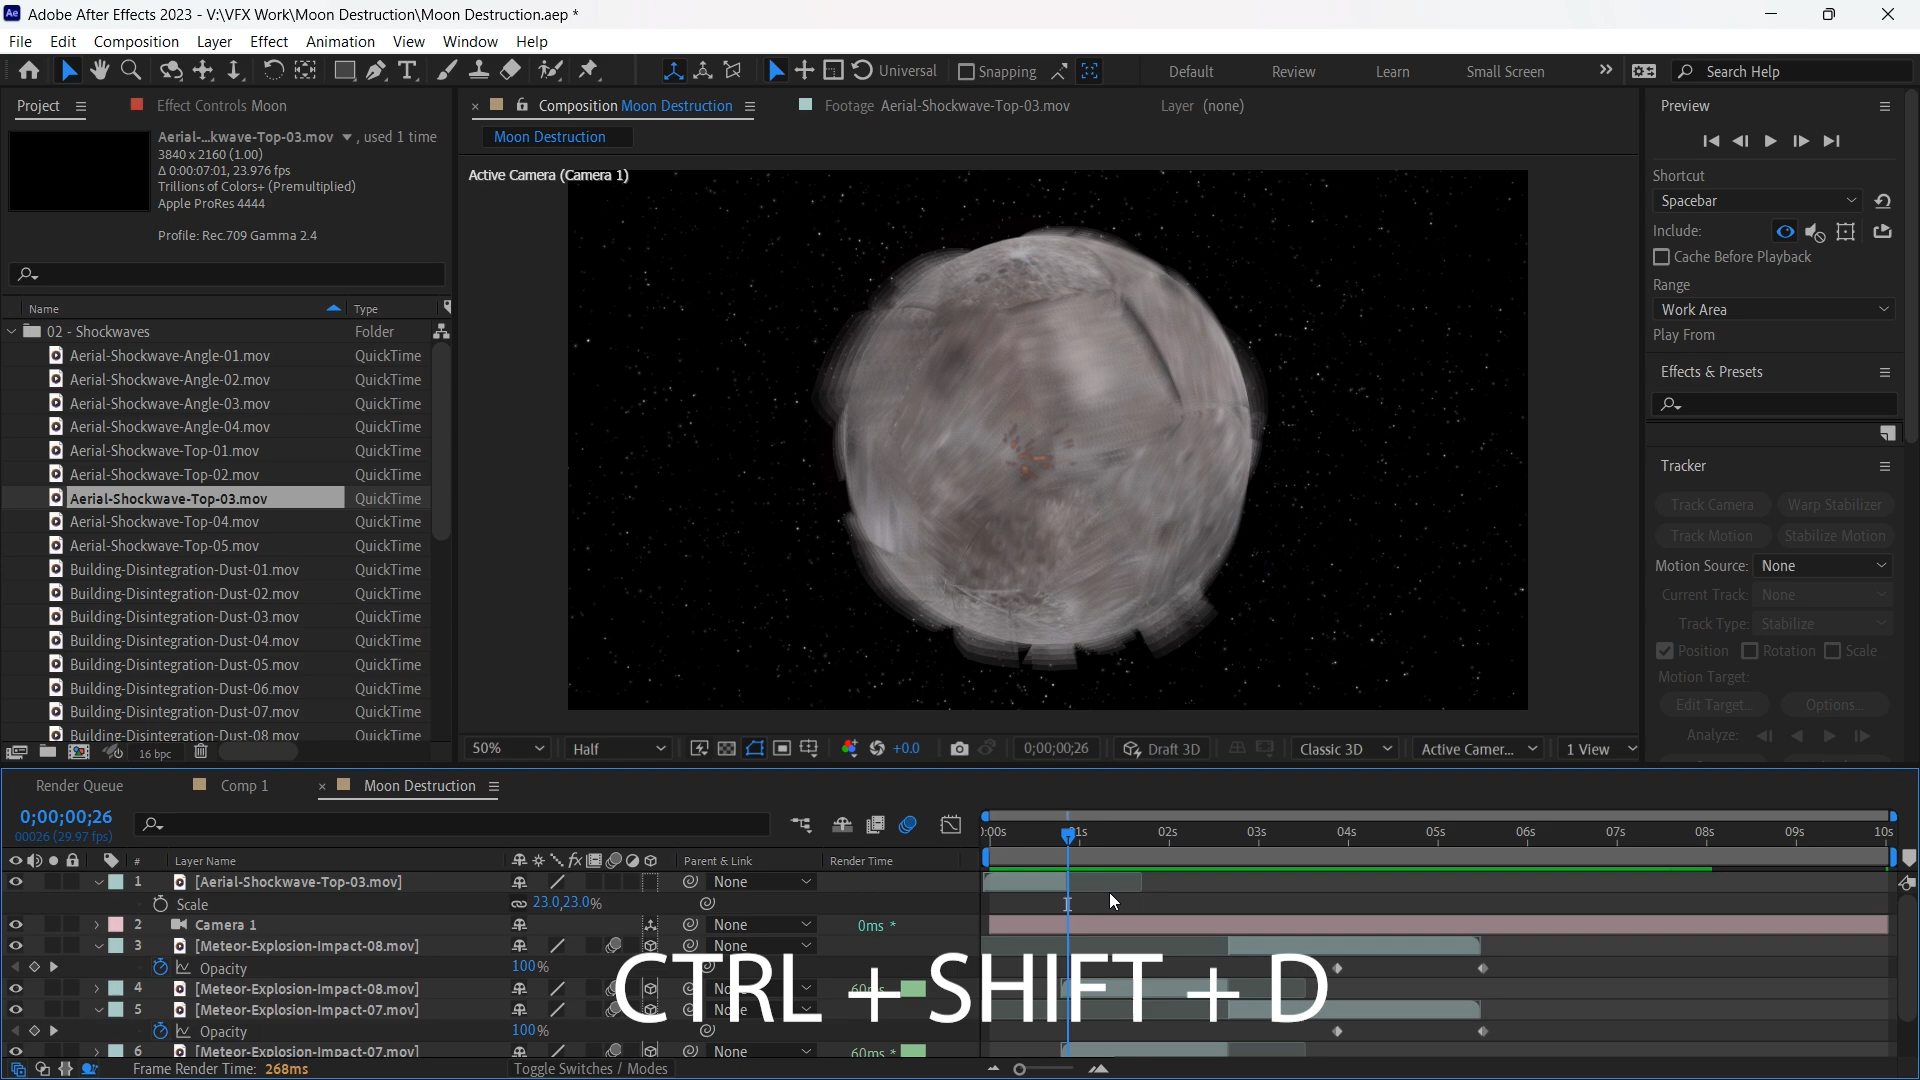 Adobe After Effects 2023 - V:\VFX Work\Moon Destruction\Moon Destruction.aep *
File Edit Composition Layer Effect Animation View Window Help
Universal Snapping Default Review Learn Small Screen Search Help
Project Effect Controls Moon
Composition Moon Destruction Footage Aerial-Shockwave-Top-03.mov Layer (none)
Moon Destruction
Aerial-...kwave-Top-03.mov , used 1 time
3840 x 2160 (1.00)
Δ 0:00:07:01, 23.976 fps
Trillions of Colors+ (Premultiplied)
Apple ProRes 4444
Profile: Rec.709 Gamma 2.4
Name Type
02 - Shockwaves Folder
Aerial-Shockwave-Angle-01.mov QuickTime
Aerial-Shockwave-Angle-02.mov QuickTime
Aerial-Shockwave-Angle-03.mov QuickTime
Aerial-Shockwave-Angle-04.mov QuickTime
Aerial-Shockwave-Top-01.mov QuickTime
Aerial-Shockwave-Top-02.mov QuickTime
Aerial-Shockwave-Top-03.mov QuickTime
Aerial-Shockwave-Top-04.mov QuickTime
Aerial-Shockwave-Top-05.mov QuickTime
Building-Disintegration-Dust-01.mov QuickTime
Building-Disintegration-Dust-02.mov QuickTime
Building-Disintegration-Dust-03.mov QuickTime
Building-Disintegration-Dust-04.mov QuickTime
Building-Disintegration-Dust-05.mov QuickTime
Building-Disintegration-Dust-06.mov QuickTime
Building-Disintegration-Dust-07.mov QuickTime
Building-Disintegration-Dust-08.mov QuickTime
16 bpc
Active Camera (Camera 1)
50% Half +0.0 0;00;00;26 Draft 3D Classic 3D Active Camer... 1 View
Preview
Shortcut
Spacebar
Include:
Cache Before Playback
Range
Work Area
Play From
Effects & Presets
Tracker
Track Camera Warp Stabilizer
Track Motion Stabilize Motion
Motion Source: None
Current Track: None
Track Type: Stabilize
Position Rotation Scale
Motion Target:
Edit Target... Options...
Analyze:
Render Queue Comp 1 Moon Destruction
0;00;00;26
00026 (29.97 fps)
0:00s 01s 02s 03s 04s 05s 06s 07s 08s 09s 10s
# Layer Name fx Parent & Link Render Time
1 [Aerial-Shockwave-Top-03.mov] None
Scale 23.0,23.0%
2 Camera 1 None 0ms *
3 [Meteor-Explosion-Impact-08.mov] None
Opacity 100%
4 [Meteor-Explosion-Impact-08.mov]
5 [Meteor-Explosion-Impact-07.mov]
Opacity 100%
6 [Meteor-Explosion-Impact-07.mov] None 60ms *
CTRL + SHIFT + D
Frame Render Time: 268ms Toggle Switches / Modes